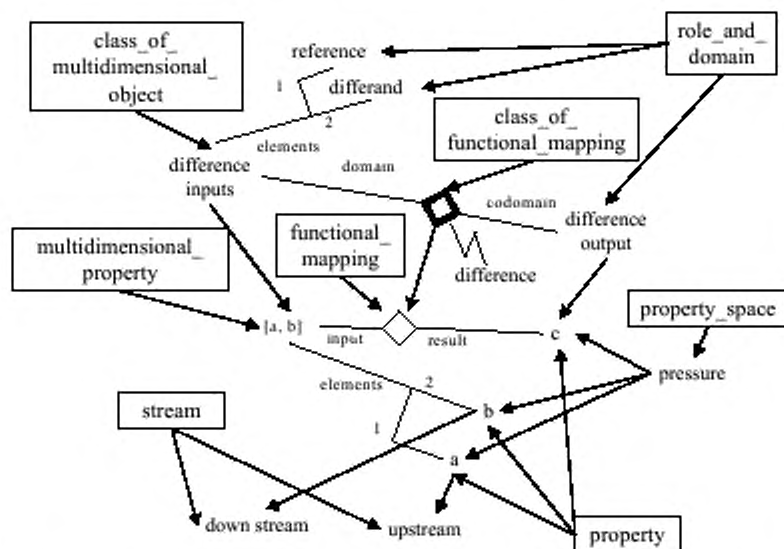 class_of_
multidimensional_
object
reference
role_and_
domain
1
differand
2
class_of_
functional_mapping
elements
difference
inputs
domain
codomain
difference
output
multidimensional_
property
functional_
mapping
difference
property_space
[a, b]
input
result
c
pressure
elements
2
stream
b
1
a
down stream
upstream
property